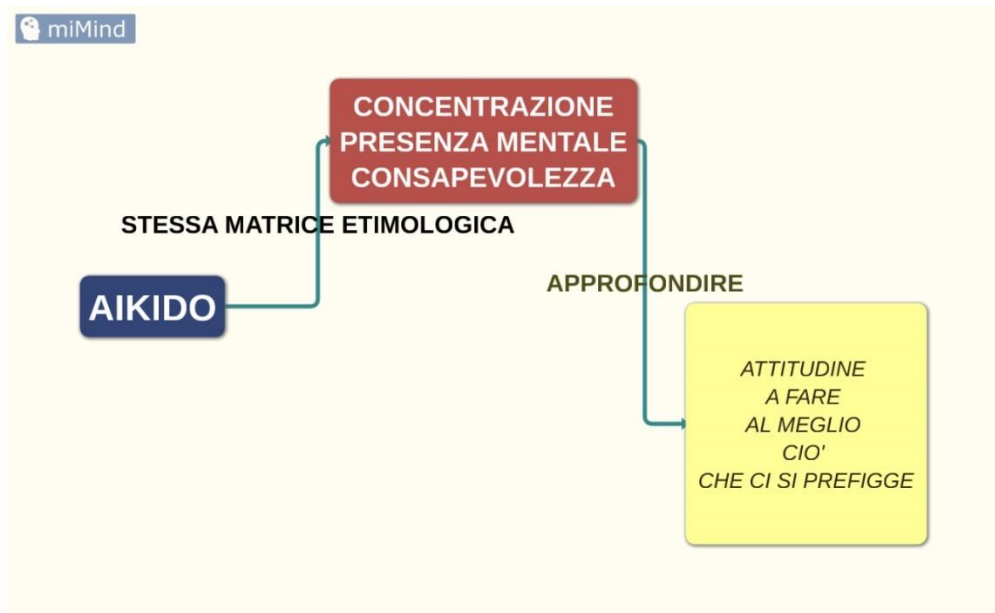 miMind
CONCENTRAZIONE
PRESENZA MENTALE
CONSAPEVOLEZZA
STESSA MATRICE ETIMOLOGICA
APPROFONDIRE
AIKIDO
ATTITUDINE
A FARE
AL MEGLIO
CIO'
CHE CI SI PREFIGGE